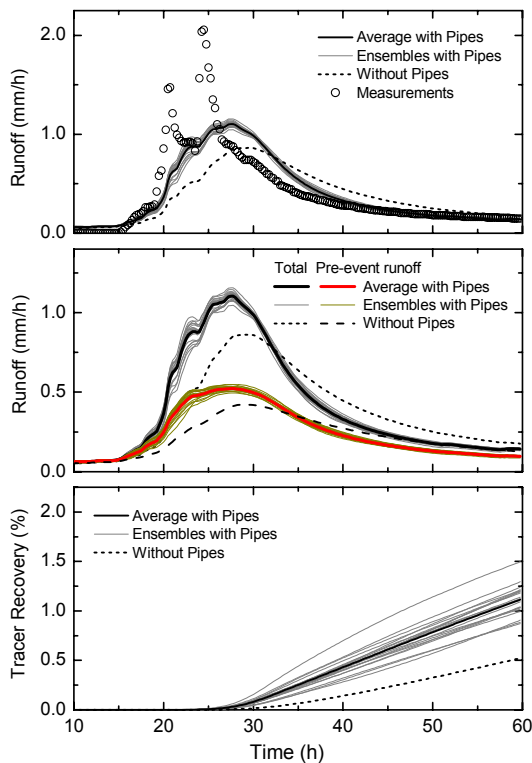 2.0
1.0
0.0
Runoff (mm/h)
Average with Pipes
Ensembles with Pipes
Without Pipes
Measurements
1.0
0.5
0.0
Runoff (mm/h)
Total Pre-event runoff
Average with Pipes
Ensembles with Pipes
Without Pipes
2.0
1.5
1.0
0.5
0.0
Tracer Recovery (%)
Average with Pipes
Ensembles with Pipes
Without Pipes
10 20 30 40 50 60
Time (h)